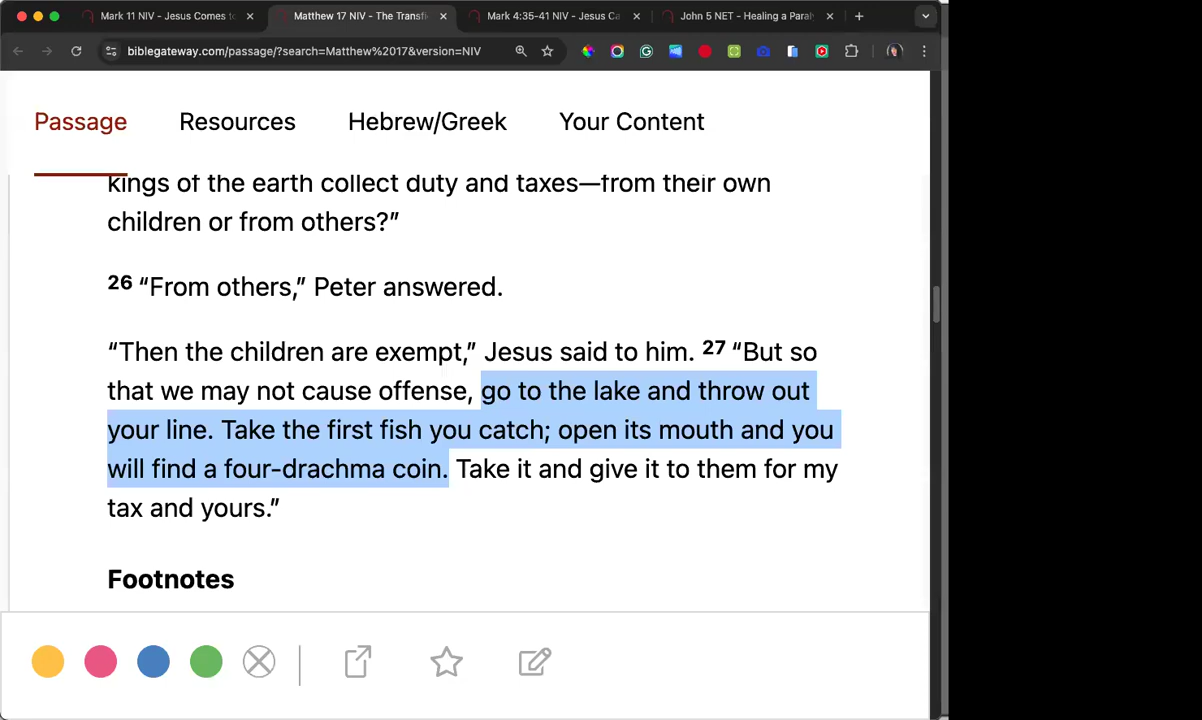 Mark 11 NIV - Jesus Comes to
Matthew 17 NIV - The Transfi
Mark 4:35-41 NIV - Jesus Ca
John 5 NET - Healing a Paral
biblegateway.com/passage/?search=Matthew%2017&version=NIV
Passage Resources Hebrew/Greek Your Content
kings of the earth collect duty and taxes—from their own
children or from others?”
26 “From others,” Peter answered.
“Then the children are exempt,” Jesus said to him. 27 “But so
that we may not cause offense, go to the lake and throw out
your line. Take the first fish you catch; open its mouth and you
will find a four-drachma coin. Take it and give it to them for my
tax and yours.”
Footnotes